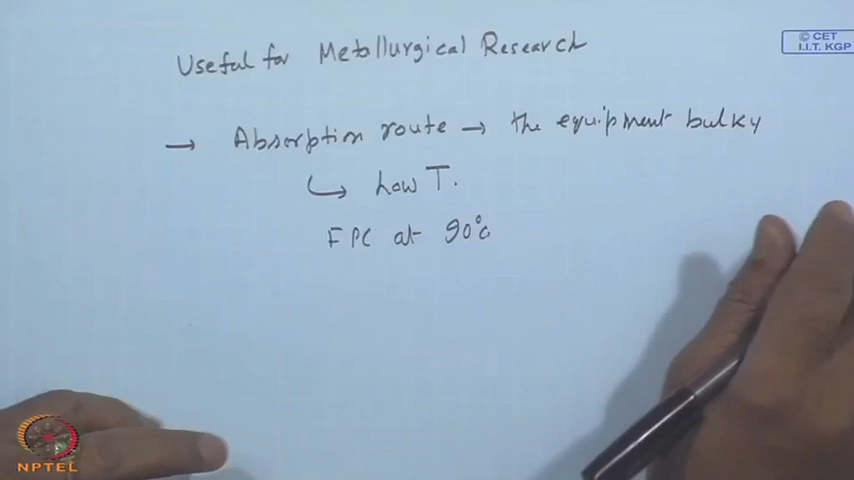 © CET
I.I.T. KGP
Useful for Metallurgical Research
→ Absorption route → the equipment bulky
↳ Low T.
FPC at 90°C
NPTEL